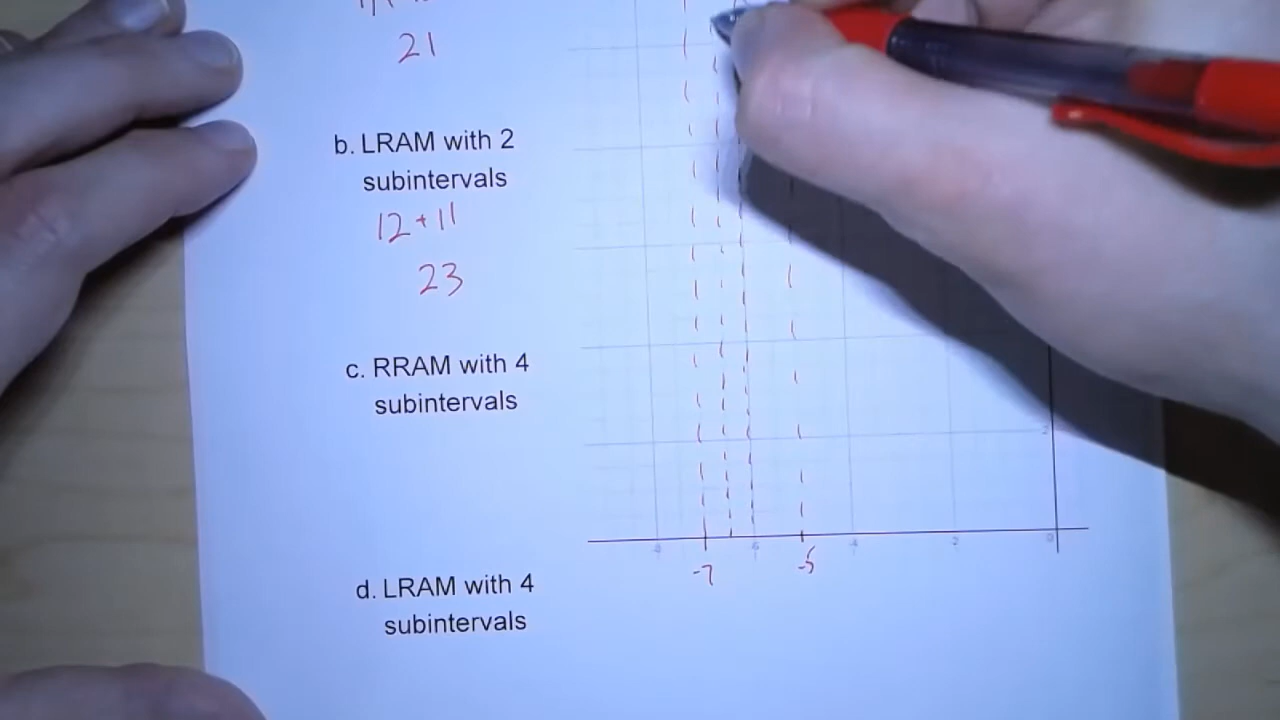 21
b. LRAM with 2
subintervals
12 + 11
23
c. RRAM with 4
subintervals
d. LRAM with 4
subintervals
-7
-5